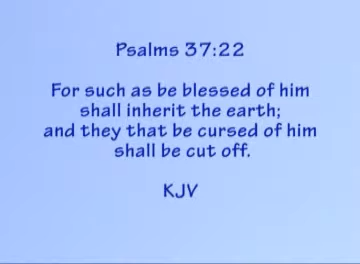 Psalms 37:22
For such as be blessed of him
shall inherit the earth;
and they that be cursed of him
shall be cut off.
KJV